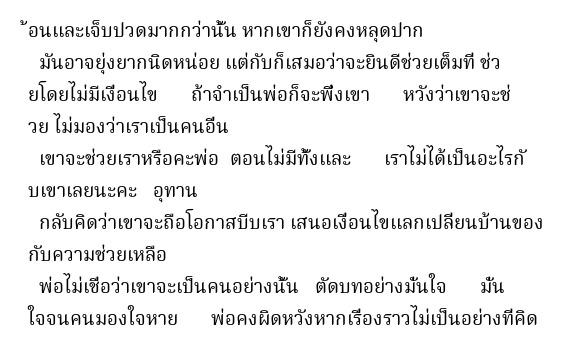 ้อนและเจ็บปวดมากกว่านั้น หากเขาก็ยังคงหลุดปาก
มันอาจยุ่งยากนิดหน่อย แต่กับก็เสมอว่าจะยินดีช่วยเต็มที่ ช่ว
ยโดยไม่มีเงื่อนไข ถ้าจำเป็นพ่อก็จะพึ่งเขา หวังว่าเขาจะช่
วย ไม่มองว่าเราเป็นคนอื่น
เขาจะช่วยเราหรือคะพ่อ ตอนไม่มีทั้งและ เราไม่ได้เป็นอะไรกั
บเขาเลยนะคะ อุทาน
กลับคิดว่าเขาจะถือโอกาสบีบเรา เสนอเงื่อนไขแลกเปลี่ยนบ้านของ
กับความช่วยเหลือ
พ่อไม่เชื่อว่าเขาจะเป็นคนอย่างนั้น ตัดบทอย่างมั่นใจ มั่น
ใจจนคนมองใจหาย พ่อคงผิดหวังหากเรื่องราวไม่เป็นอย่างที่คิด